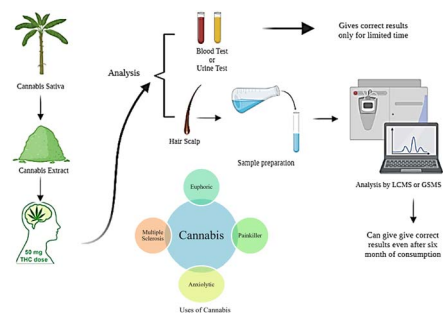 Cannabis Sativa
Cannabis Extract
50 mg
THC dose
Analysis
Blood Test
or
Urine Test
Gives correct results
only for limited time
Hair Scalp
Sample preparation
Analysis by LCMS or GSMS
Can give give correct
results even after six
month of consumption
Euphoric
Multiple
Sclerosis
Cannabis
Painkiller
Anxiolytic
Uses of Cannabis